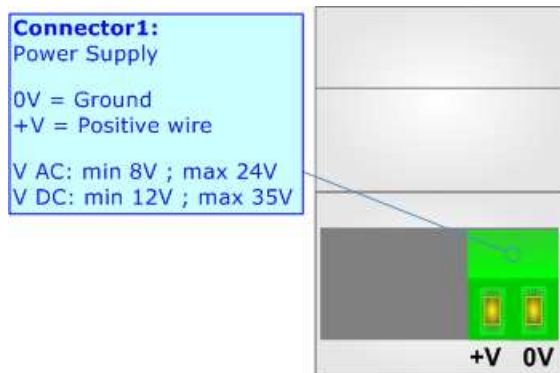 Connector1:
Power Supply
0V = Ground
+V = Positive wire
V AC: min 8V ; max 24V
V DC: min 12V ; max 35V
+V 0V